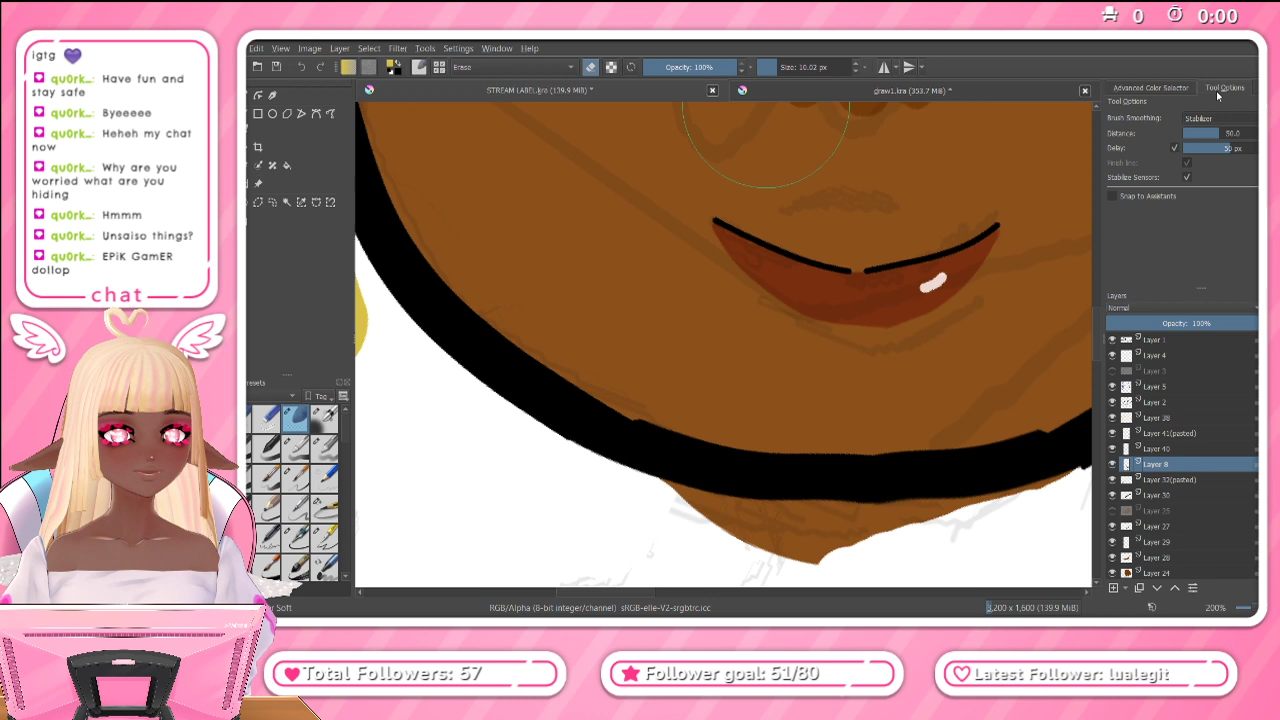 0 0:00
igtg
qu0rk_: Have fun and
stay safe
qu0rk_: Byeeeee
qu0rk_: Heheh my chat
now
qu0rk_: Why are you
worried what are you
hiding
qu0rk_: Hmmm
qu0rk_: Unsaiso things?
qu0rk_: EPiK GamER
dollop
chat
Edit View Image Layer Select Filter Tools Settings Window Help
Erase Opacity: 100% Size: 10.02 px
STREAM LABEL.kra (139.9 MiB) *
draw1.kra (353.7 MiB) *
Advanced Color Selector Tool Options
Tool Options
Brush Smoothing: Stabilizer
Distance: 50.0
Delay: 50 px
Finish line:
Stabilize Sensors:
Snap to Assistants
Layers
Normal
Opacity: 100%
Layer 1
Layer 4
Layer 3
Layer 5
Layer 2
Layer 38
Layer 41(pasted)
Layer 40
Layer 8
Layer 32(pasted)
Layer 30
Layer 25
Layer 27
Layer 29
Layer 28
Layer 24
resets
Tag
r Soft
RGB/Alpha (8-bit integer/channel) sRGB-elle-V2-srgbtrc.icc
3,200 x 1,600 (139.9 MiB)
200%
Total Followers: 57
Follower goal: 51/80
Latest Follower: lualegit